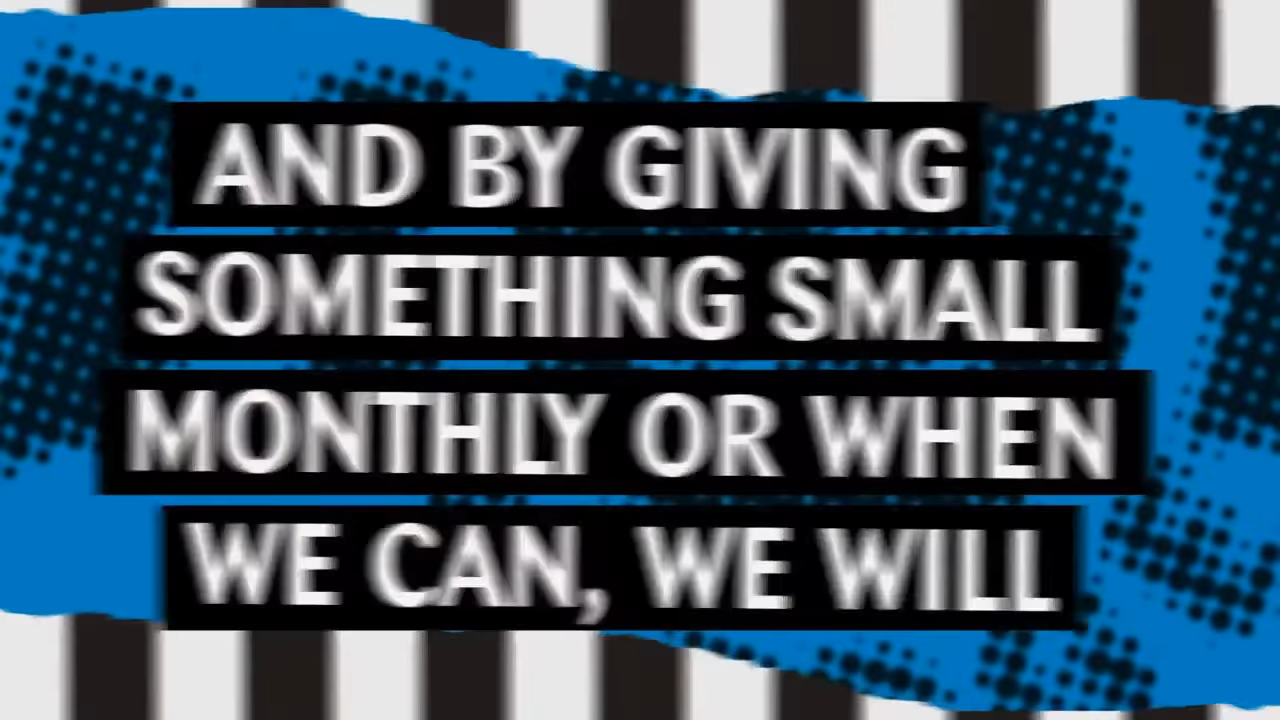 AND BY GIVING
SOMETHING SMALL
MONTHLY OR WHEN
WE CAN, WE WILL